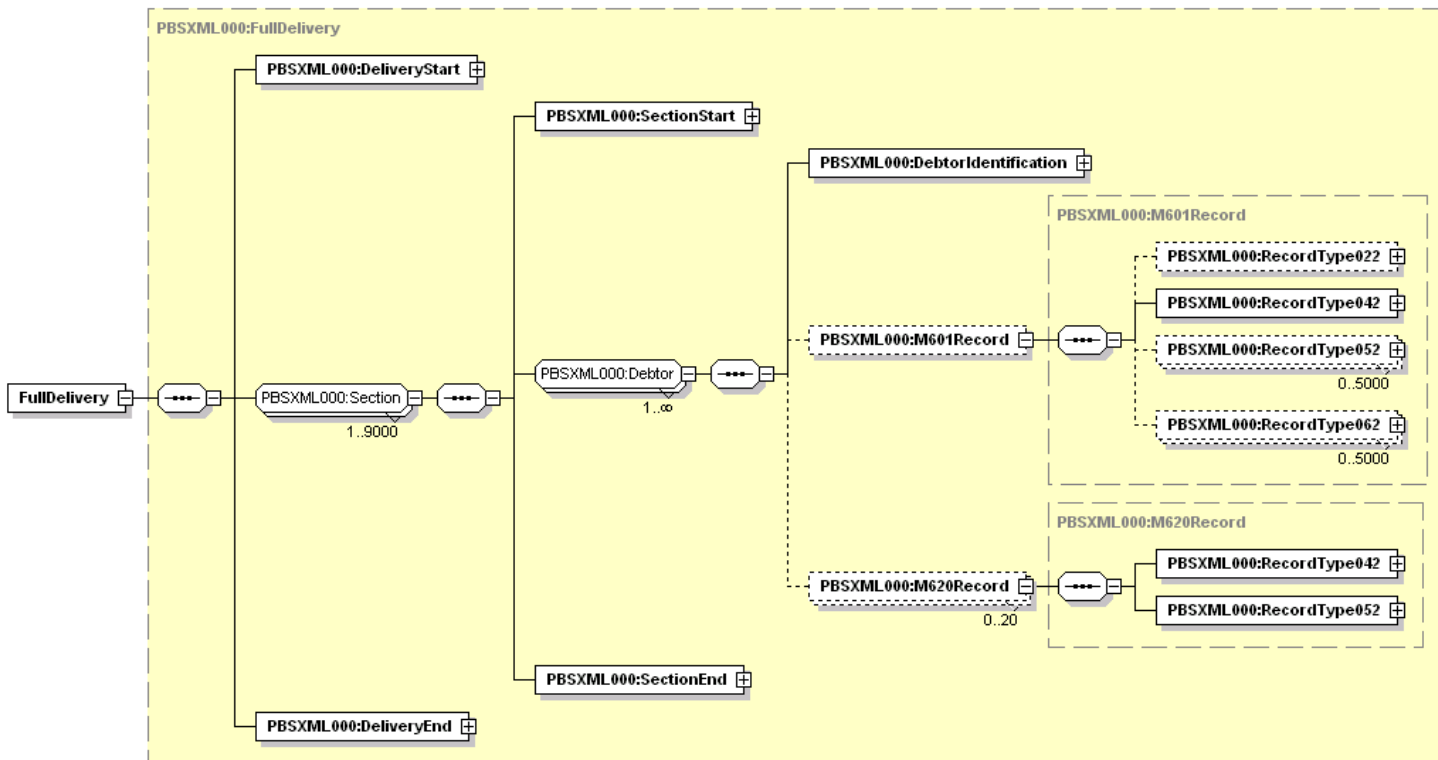 PBSXML000:FullDelivery
PBSXML000:DeliveryStart
PBSXML000:SectionStart
PBSXML000:DebtorIdentification
PBSXML000:M601Record
PBSXML000:RecordType022
PBSXML000:RecordType042
PBSXML000:M601Record
PBSXML000:RecordType052
0..5000
PBSXML000:Debtor
1..∞
FullDelivery
PBSXML000:Section
1..9000
PBSXML000:RecordType062
0..5000
PBSXML000:M620Record
PBSXML000:RecordType042
PBSXML000:M620Record
0..20
PBSXML000:RecordType052
PBSXML000:SectionEnd
PBSXML000:DeliveryEnd